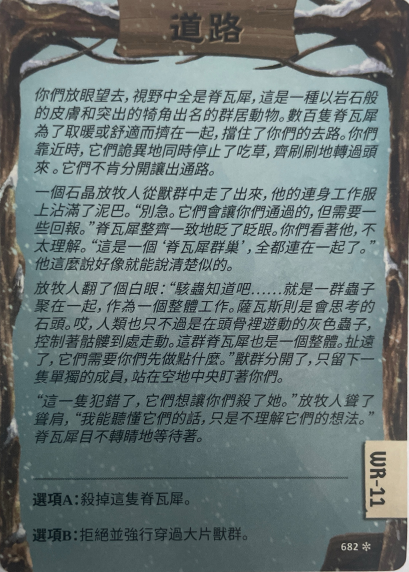 道路
你們放眼望去，視野中全是脊瓦犀，這是一種以岩石般
的皮膚和突出的犄角出名的群居動物。數百隻脊瓦犀
為了取暖或舒適而擠在一起，擋住了你們的去路。你們
靠近時，它們詭異地同時停止了吃草，齊刷刷地轉過頭
來。它們不肯分開讓出通路。
一個石晶放牧人從獸群中走了出來，他的連身工作服
上沾滿了泥巴。“別急。它們會讓你們通過的，但需要一
些回報。”脊瓦犀整齊一致地眨了眨眼。你們看著他，不
太理解。“這是一個‘脊瓦犀群巢’，全都連在一起了。”
他這麼說好像就能說清楚似的。
放牧人翻了個白眼：“駭蟲知道吧……就是一群蟲子
聚在一起，作為一個整體工作。薩瓦斯則是會思考的
石頭。哎，人類也只不過是在頭骨裡遊動的灰色蟲子，
控制著骯髒到處走動。這群脊瓦犀也是一個整體。扯遠
了，它們需要你們先做點什麼。”獸群分開了，只留下一
隻單獨的成員，站在空地中央盯著你們。
“這一隻犯錯了，它們想讓你們殺了她。”放牧人聳了
聳肩，“我能聽懂它們的話，只是不理解它們的想法。”
脊瓦犀目不轉睛地等待著。
選項A：殺掉這隻脊瓦犀。
選項B：拒絕並強行穿過大片獸群。
WR-11
682